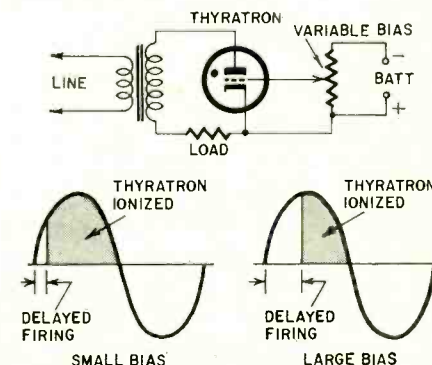 THYRATRON
VARIABLE BIAS
LINE
−
BATT
+
LOAD
THYRATRON
IONIZED
DELAYED
FIRING
SMALL BIAS
THYRATRON
IONIZED
DELAYED
FIRING
LARGE BIAS